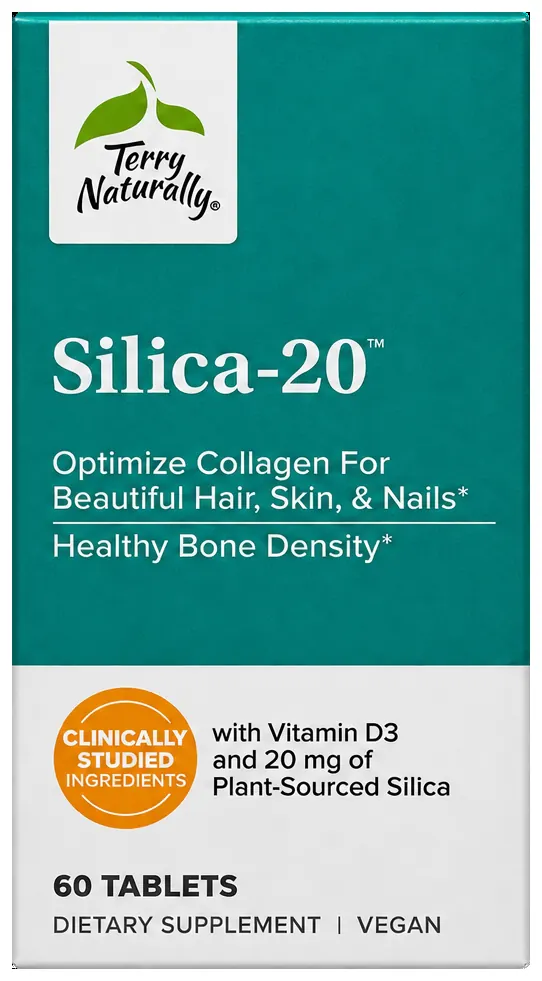 Terry
Naturally®
Silica-20™
Optimize Collagen For
Beautiful Hair, Skin, & Nails*
Healthy Bone Density*
CLINICALLY
STUDIED
INGREDIENTS
with Vitamin D3
and 20 mg of
Plant-Sourced Silica
60 TABLETS
DIETARY SUPPLEMENT | VEGAN